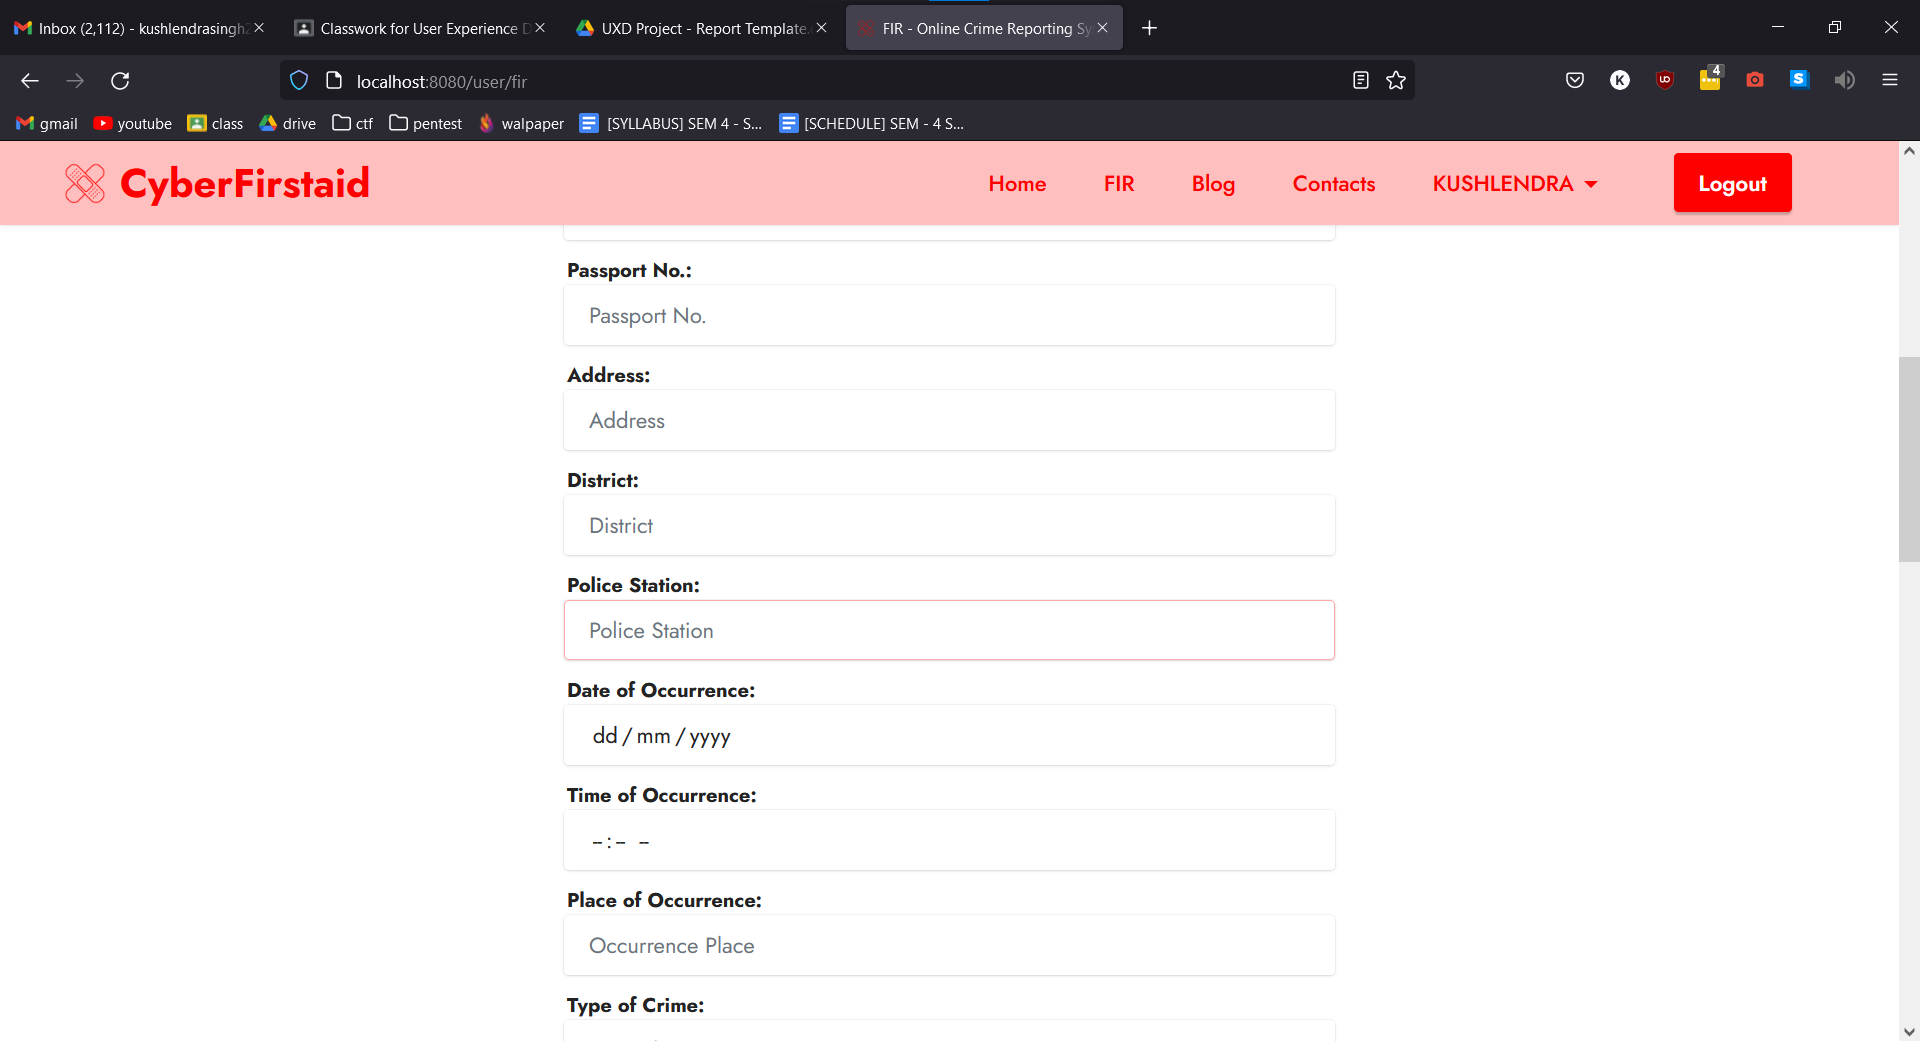 Inbox (2,112) - kushlendrasingh2
Classwork for User Experience D
UXD Project - Report Template.
FIR - Online Crime Reporting Sy
localhost:8080/user/fir
K
UO
4
S
gmail
youtube
class
drive
ctf
pentest
walpaper
[SYLLABUS] SEM 4 - S...
[SCHEDULE] SEM - 4 S...
CyberFirstaid
Home
FIR
Blog
Contacts
KUSHLENDRA
Logout
Passport No.:
Passport No.
Address:
Address
District:
District
Police Station:
Police Station
Date of Occurrence:
dd / mm / yyyy
Time of Occurrence:
-:- -
Place of Occurrence:
Occurrence Place
Type of Crime: